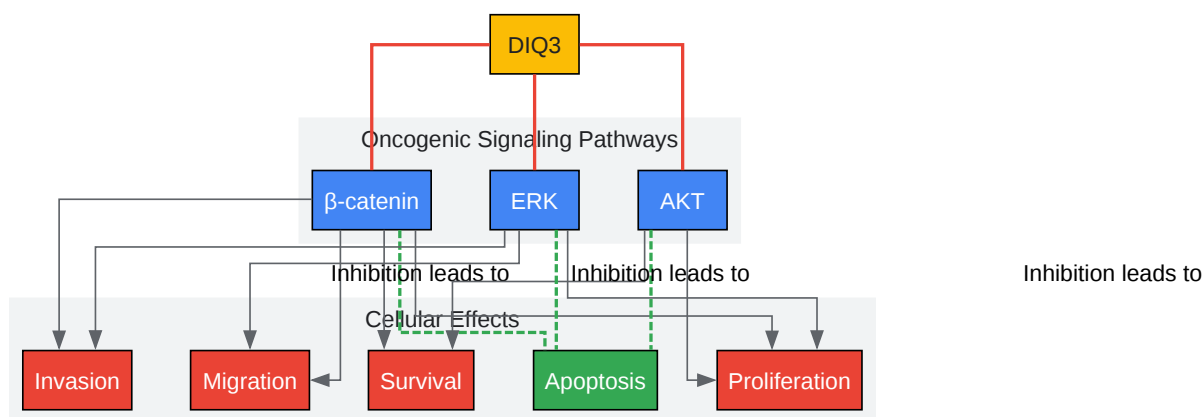 DIQ3
Oncogenic Signaling Pathways
β-catenin
ERK
AKT
Inhibition leads to
Inhibition leads to
Inhibition leads to
Cellular Effects
Invasion
Migration
Survival
Apoptosis
Proliferation